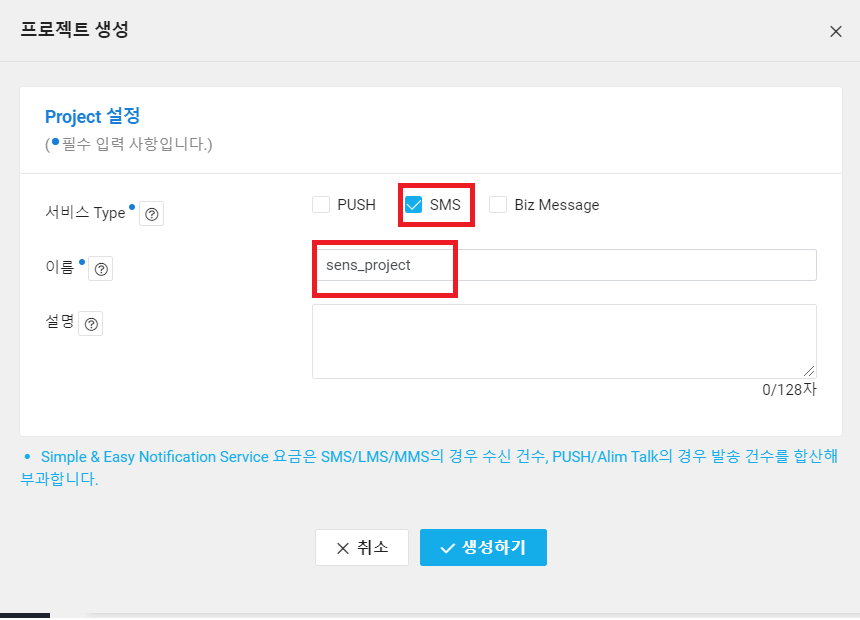 프로젝트 생성
Project 설정
(•필수 입력 사항입니다.)
서비스 Type • ?
PUSH SMS Biz Message
이름 • ?
sens_project
설명 ?
0/128자
• Simple & Easy Notification Service 요금은 SMS/LMS/MMS의 경우 수신 건수, PUSH/Alim Talk의 경우 발송 건수를 합산해
부과합니다.
취소 생성하기